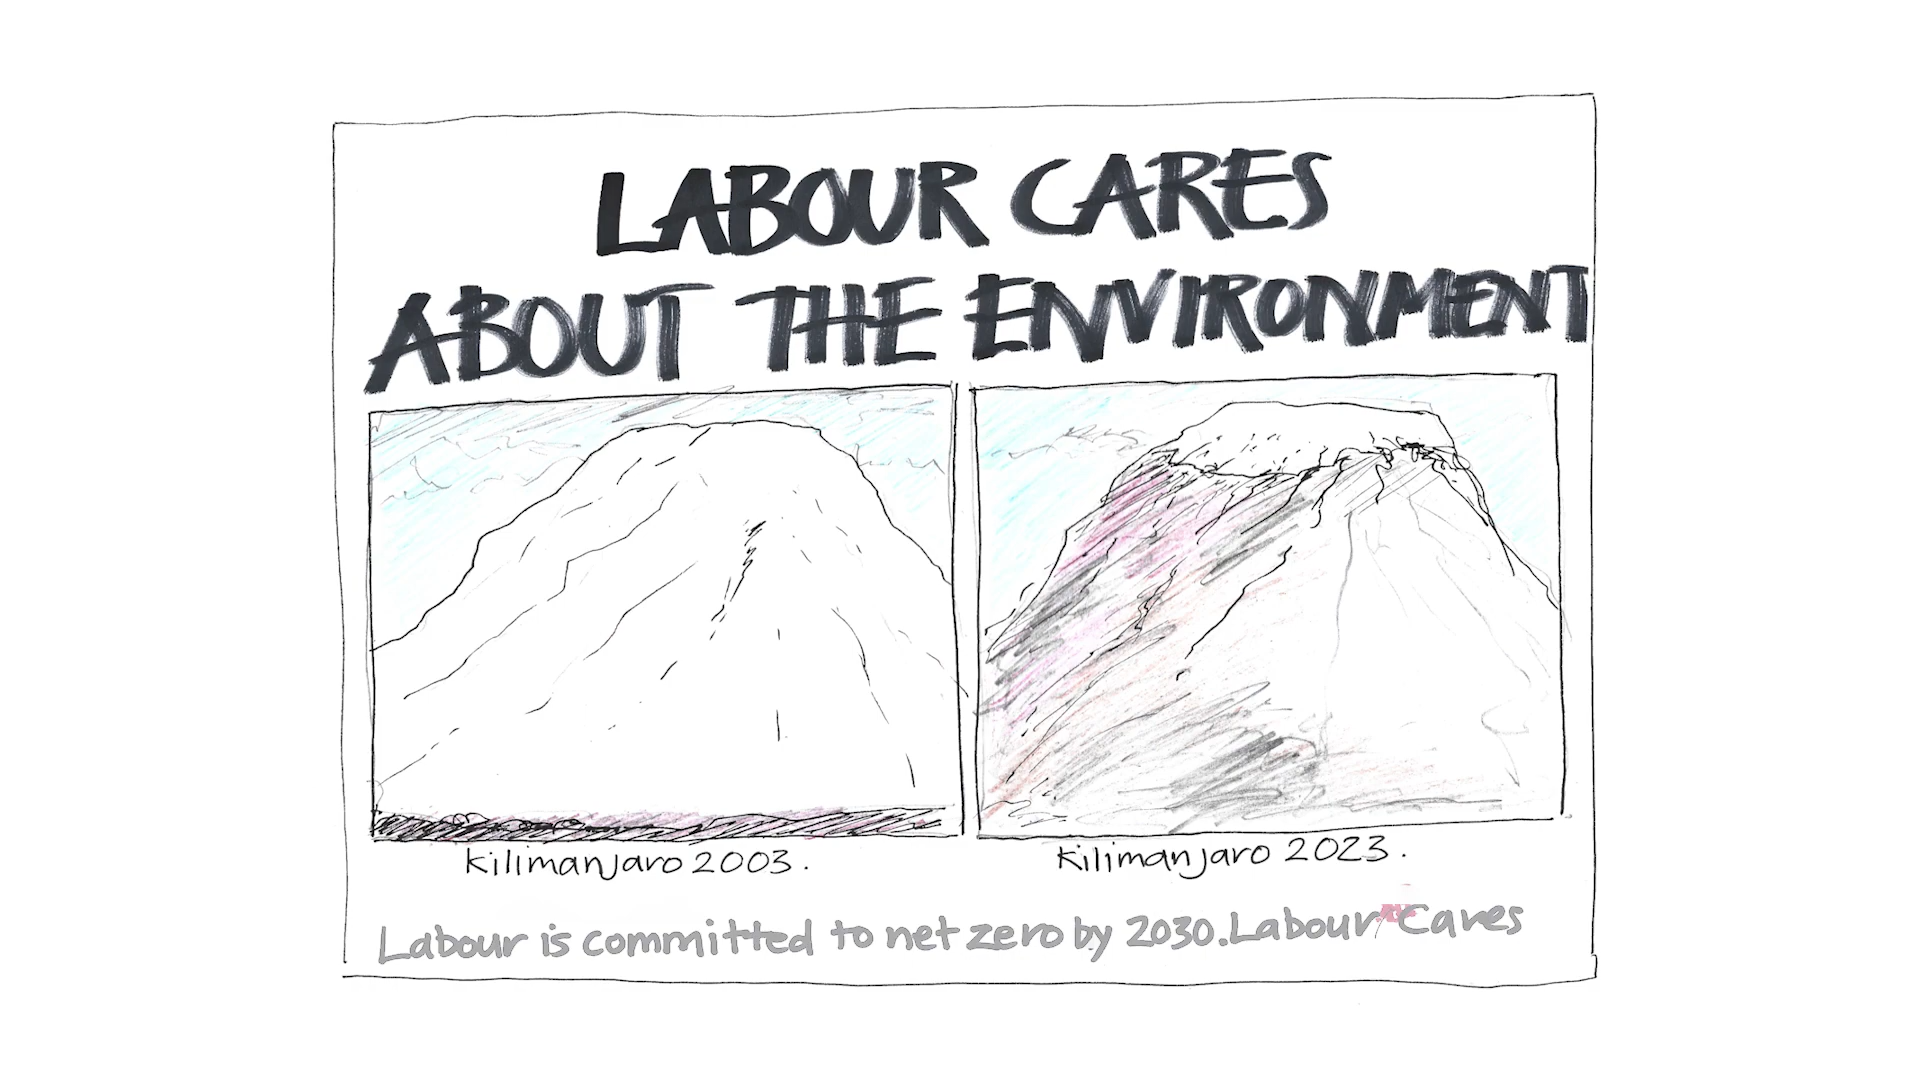 LABOUR CARES
ABOUT THE ENVIRONMENT
Kilimanjaro 2003.
Kilimanjaro 2023.
Labour is committed to net zero by 2030. Labour Cares